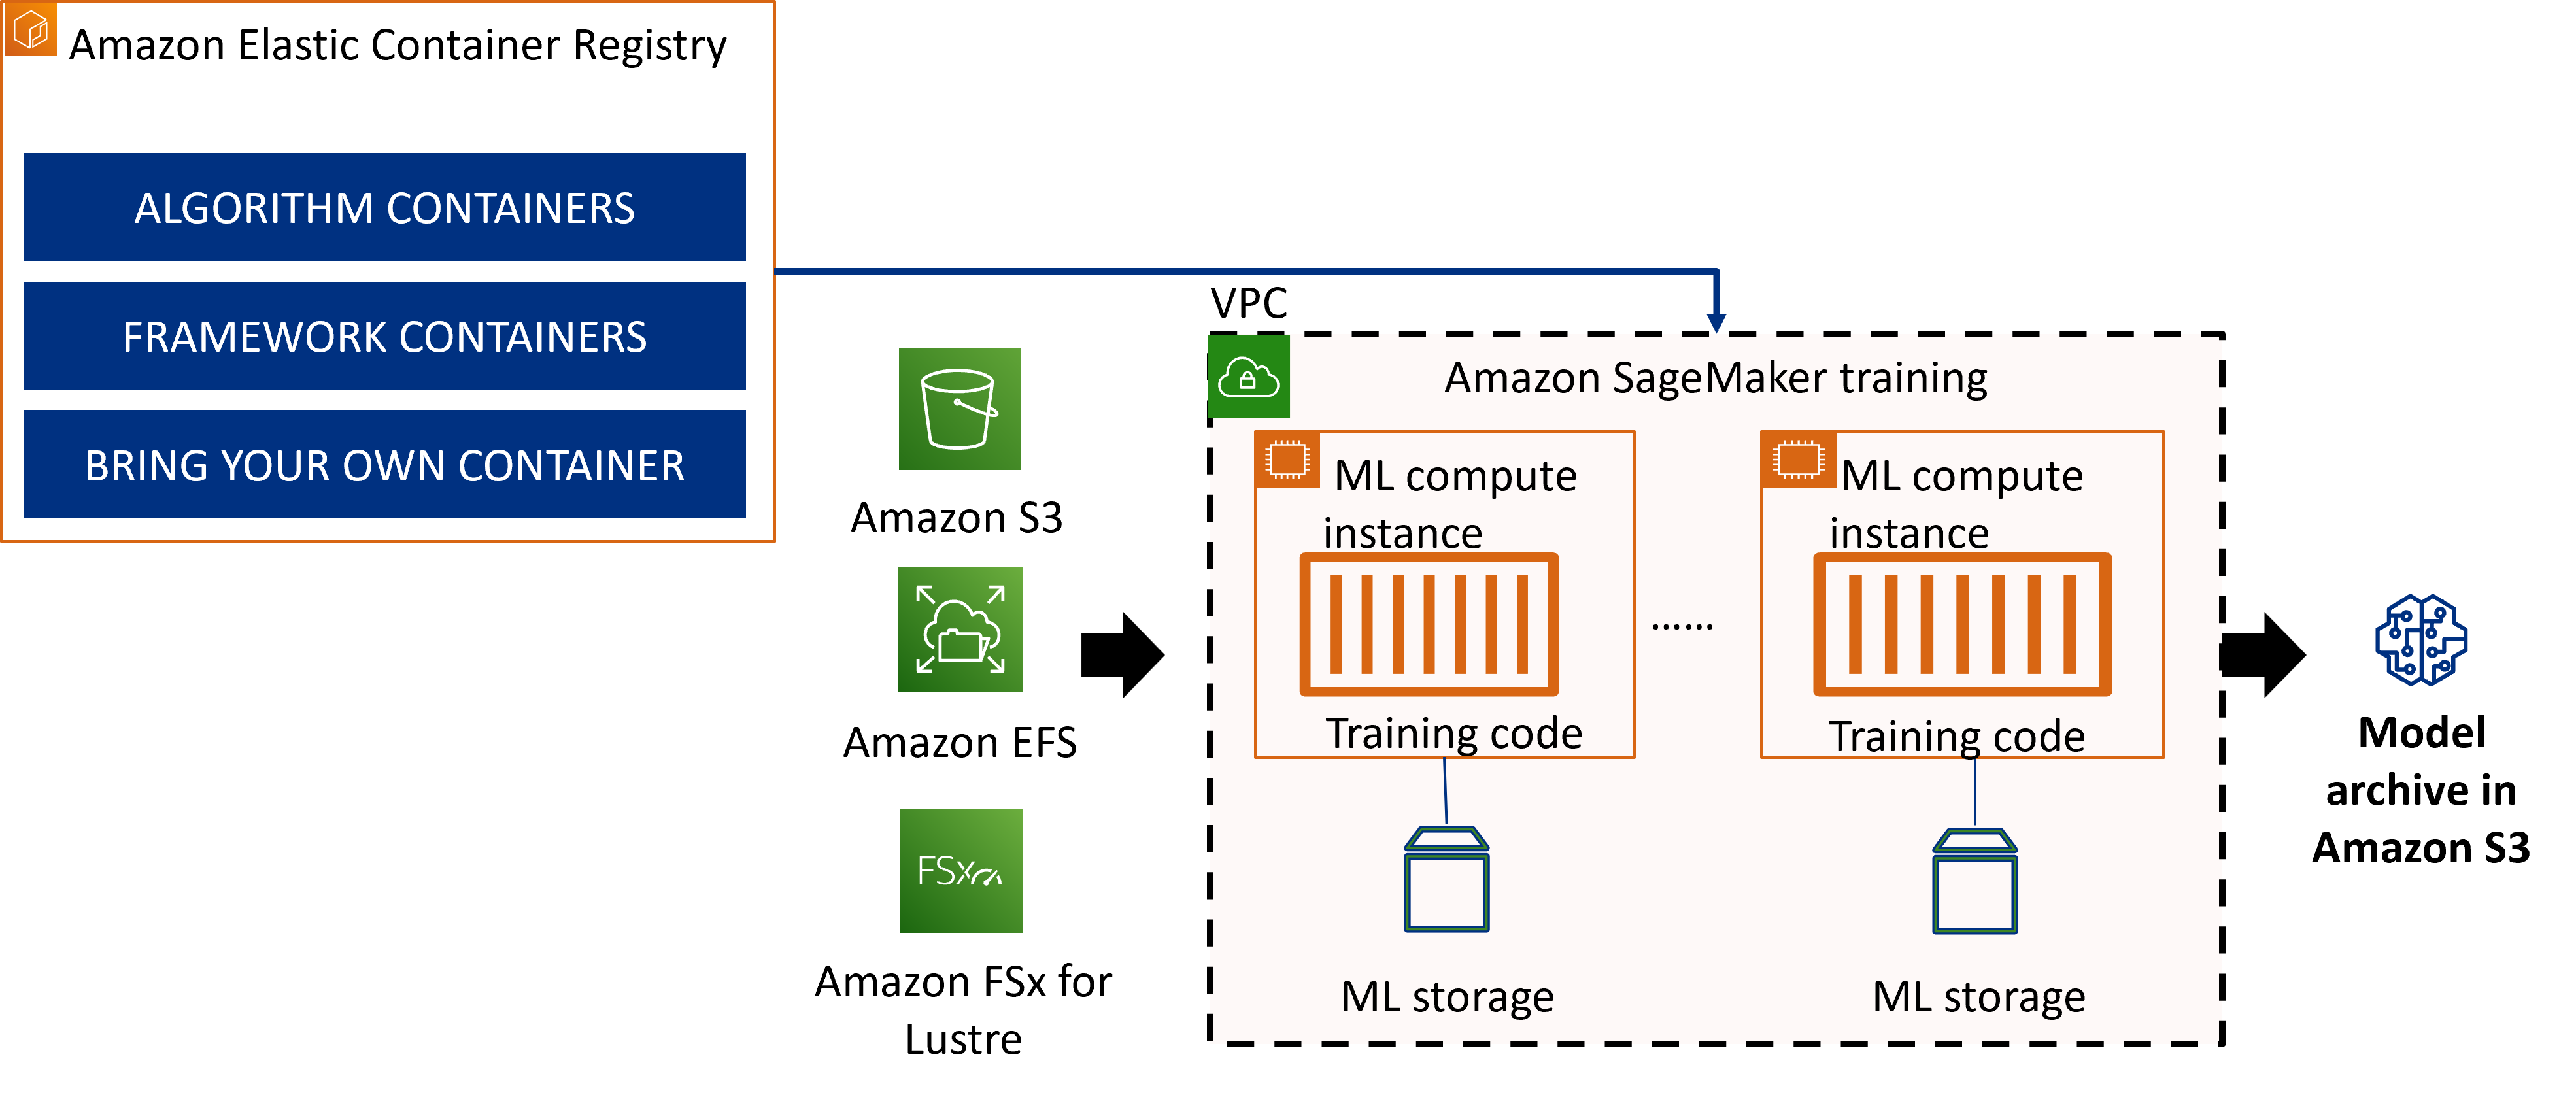 Amazon Elastic Container Registry
ALGORITHM CONTAINERS
FRAMEWORK CONTAINERS
BRING YOUR OWN CONTAINER
Amazon S3
Amazon EFS
FSx
Amazon FSx for
Lustre
VPC
Amazon SageMaker training
ML compute
instance
Training code
ML storage
......
ML compute
instance
Training code
ML storage
Model
archive in
Amazon S3